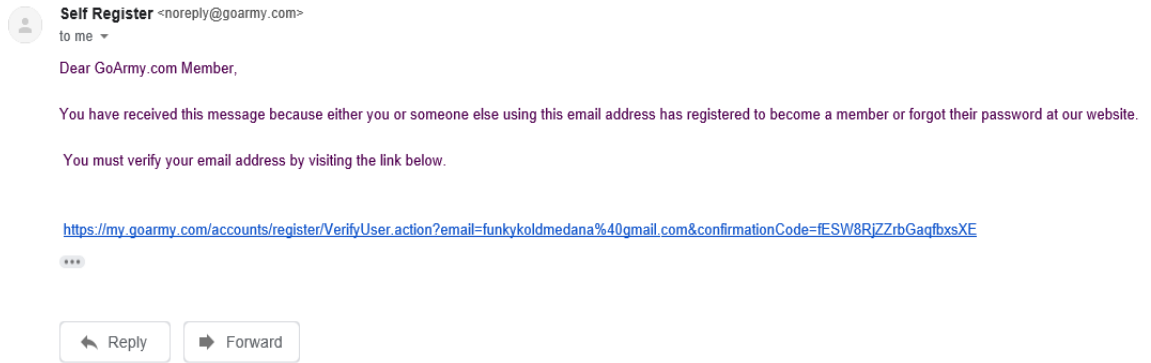 Self Register <noreply@goarmy.com>
to me
Dear GoArmy.com Member,
You have received this message because either you or someone else using this email address has registered to become a member or forgot their password at our website.
You must verify your email address by visiting the link below.
https://my.goarmy.com/accounts/register/VerifyUser.action?email=funkykoldmedana%40gmail.com&confirmationCode=fESW8RjZZrbGaqfbxsXE
Reply
Forward